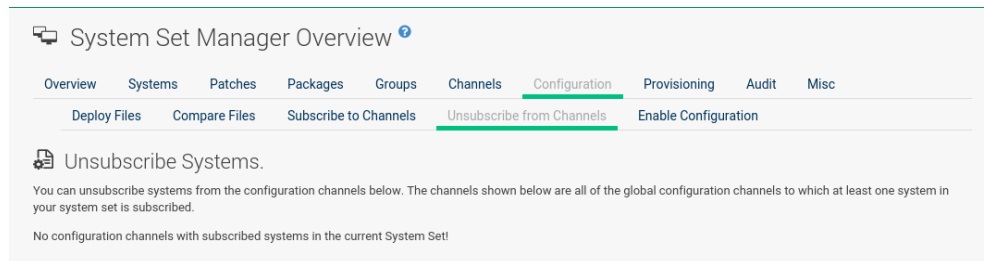 System Set Manager Overview ?
Overview Systems Patches Packages Groups Channels Configuration Provisioning Audit Misc
Deploy Files Compare Files Subscribe to Channels Unsubscribe from Channels Enable Configuration
Unsubscribe Systems.
You can unsubscribe systems from the configuration channels below. The channels shown below are all of the global configuration channels to which at least one system in
your system set is subscribed.
No configuration channels with subscribed systems in the current System Set!